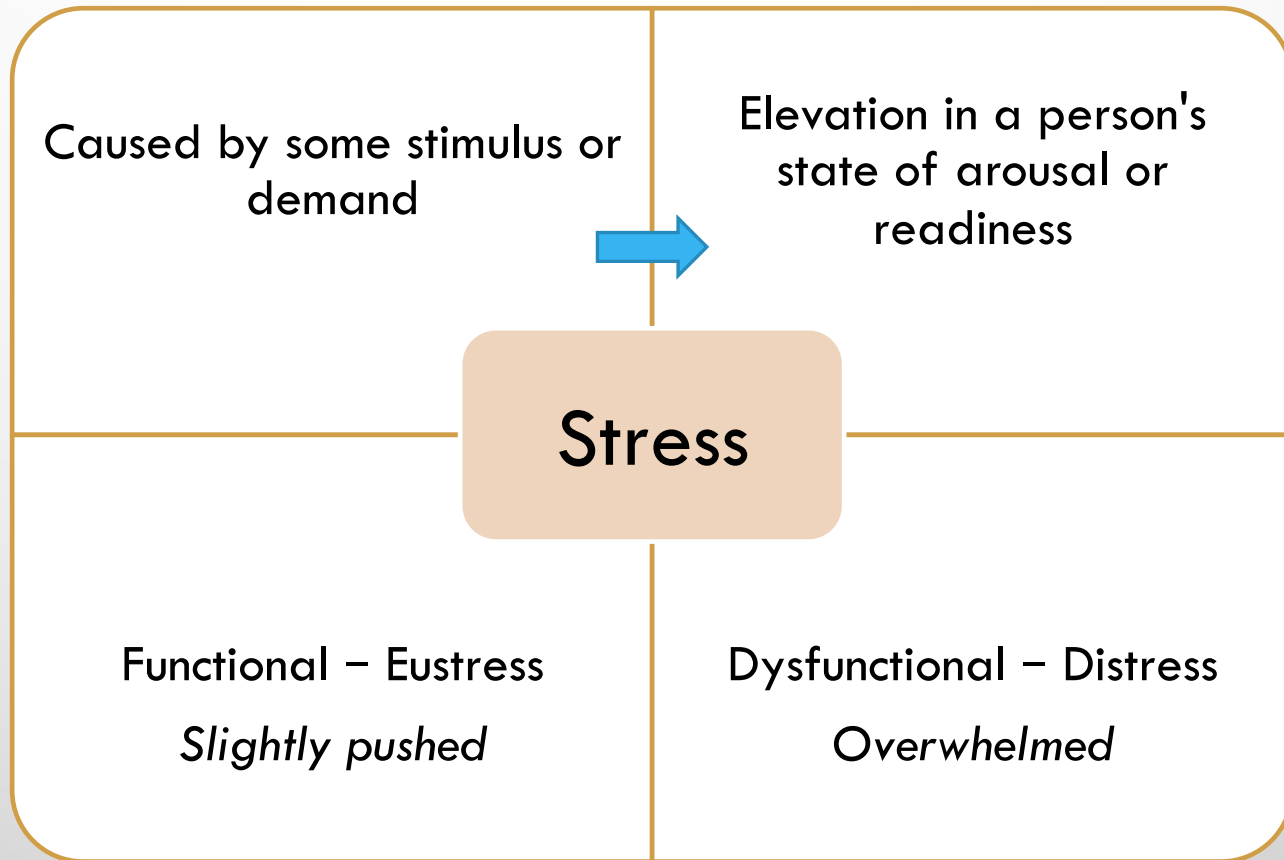 Caused by some stimulus or
demand
Elevation in a person's
state of arousal or
readiness
Stress
Functional – Eustress
Slightly pushed
Dysfunctional – Distress
Overwhelmed